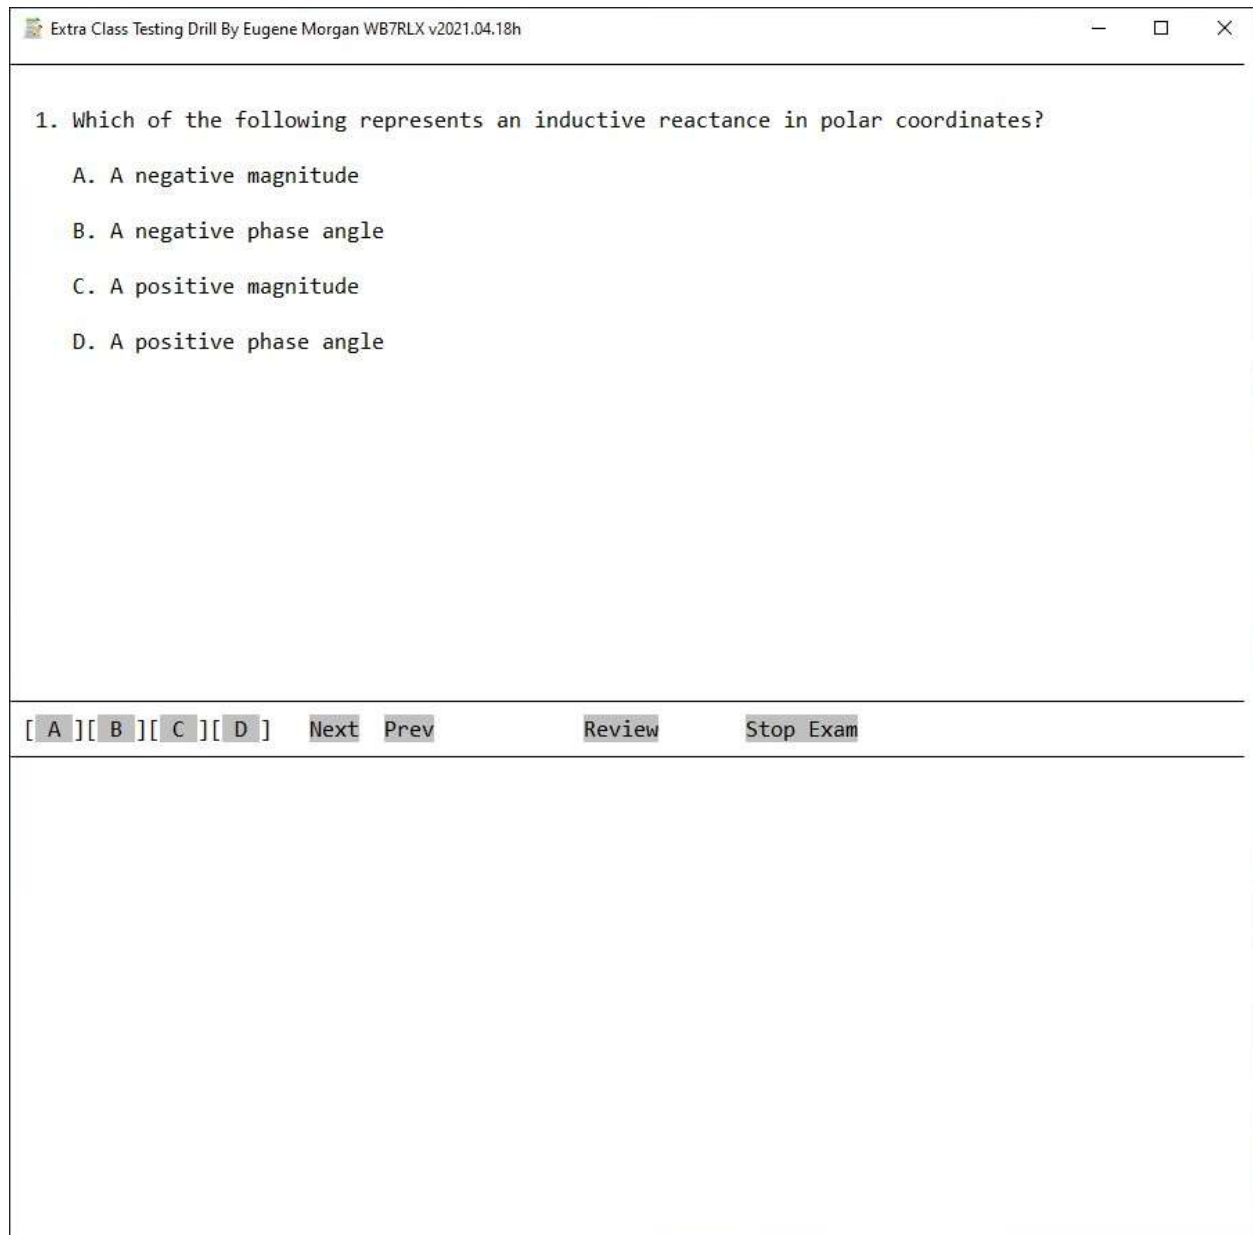 Extra Class Testing Drill By Eugene Morgan WB7RLX v2021.04.18h
1. Which of the following represents an inductive reactance in polar coordinates?
A. A negative magnitude
B. A negative phase angle
C. A positive magnitude
D. A positive phase angle
[ A ][ B ][ C ][ D ] Next Prev Review Stop Exam